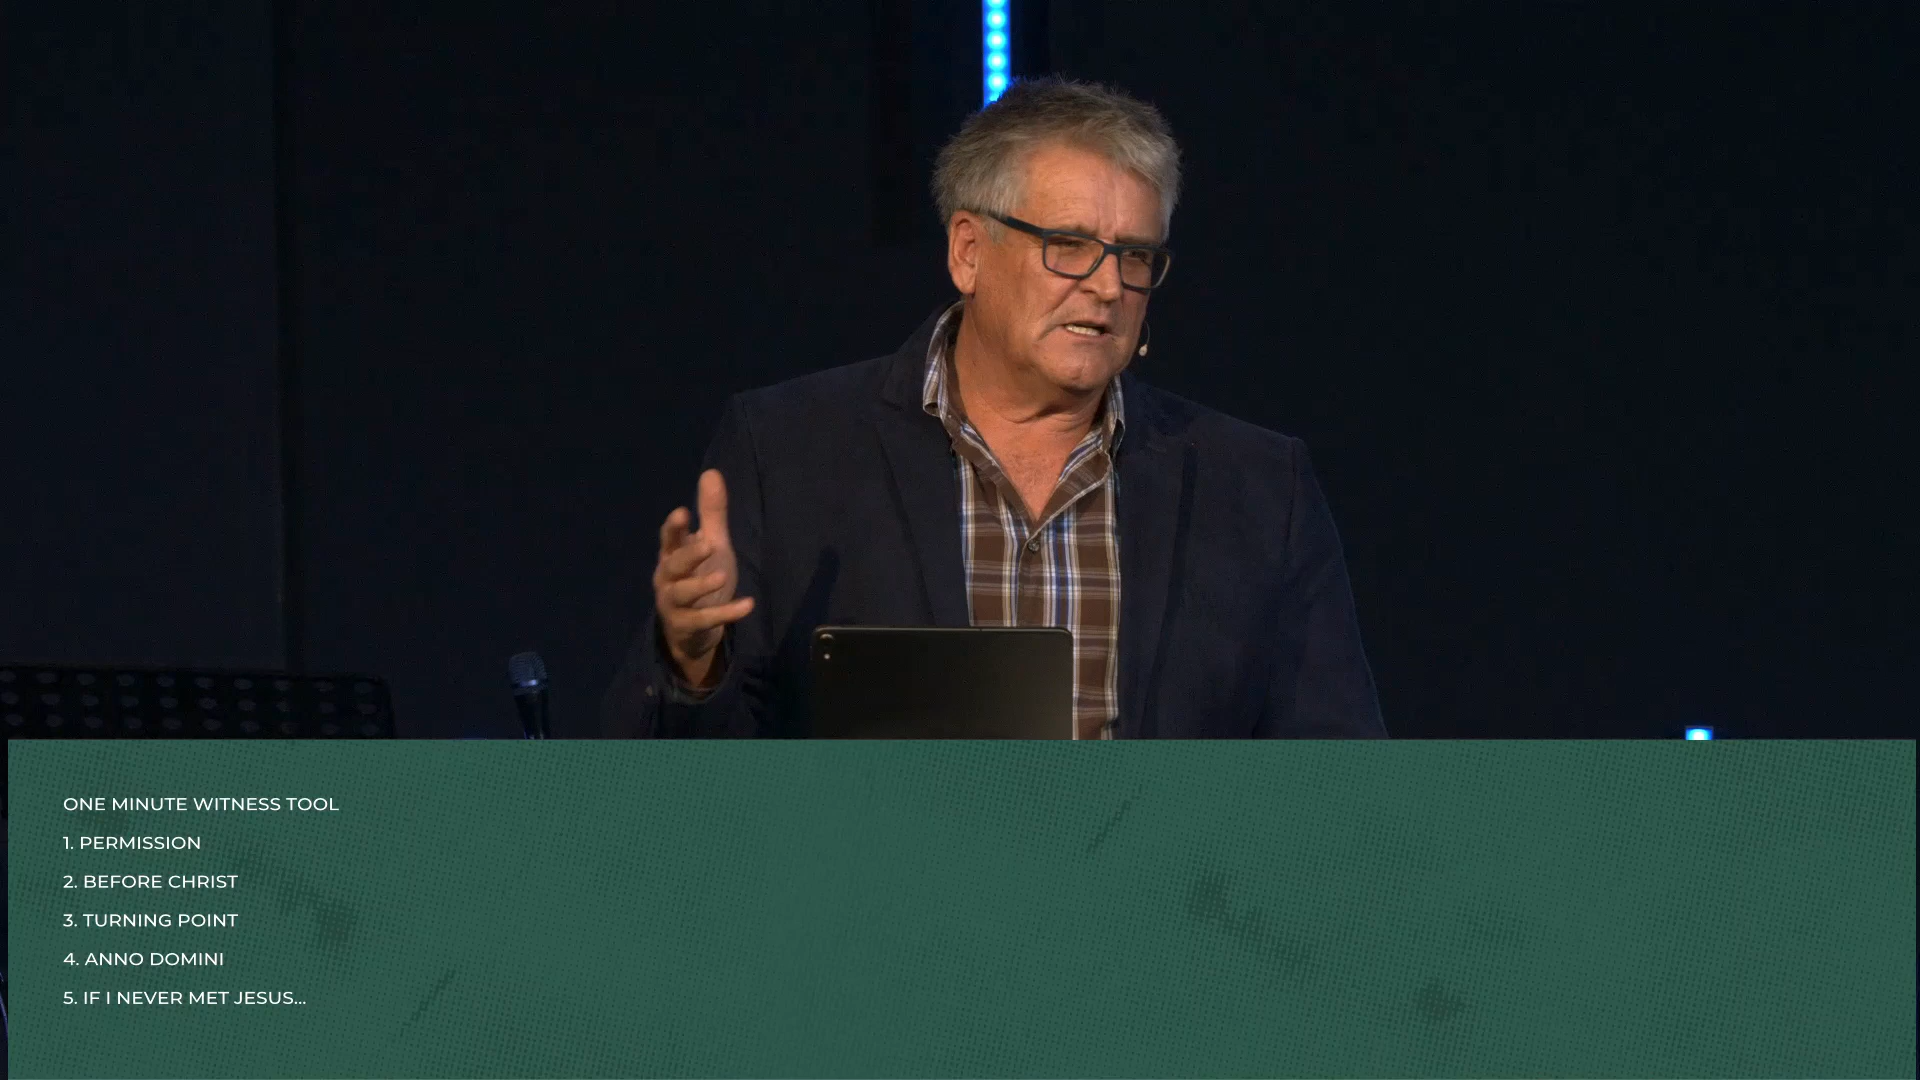 ONE MINUTE WITNESS TOOL
1. PERMISSION
2. BEFORE CHRIST
3. TURNING POINT
4. ANNO DOMINI
5. IF I NEVER MET JESUS...